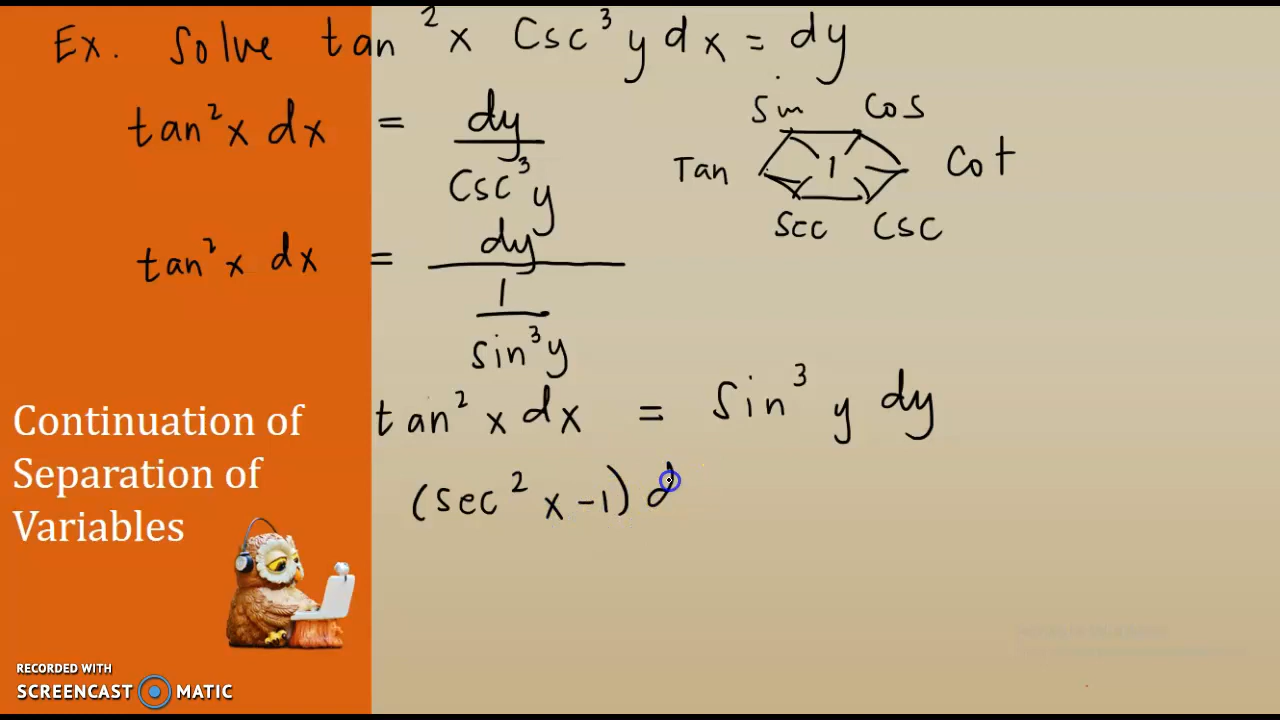 Ex. Solve tan²x Csc³y dx = dy
tan²x dx = dy / Csc³y
Sin Cos
Tan 1 Cot
Sec Csc
tan²x dx = dy / (1 / sin³y)
tan²x dx = Sin³y dy
(sec²x-1) d
Continuation of
Separation of
Variables
RECORDED WITH
SCREENCAST MATIC